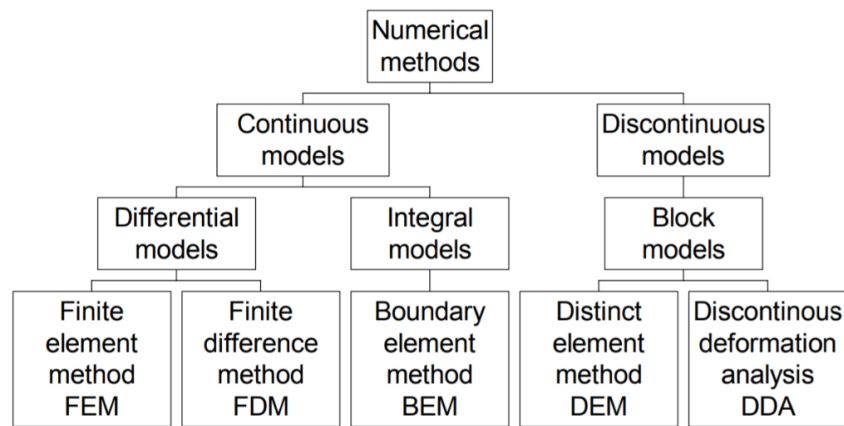 Numerical
methods
Continuous
models
Discontinuous
models
Differential
models
Integral
models
Block
models
Finite
element
method
FEM
Finite
difference
method
FDM
Boundary
element
method
BEM
Distinct
element
method
DEM
Discontinous
deformation
analysis
DDA